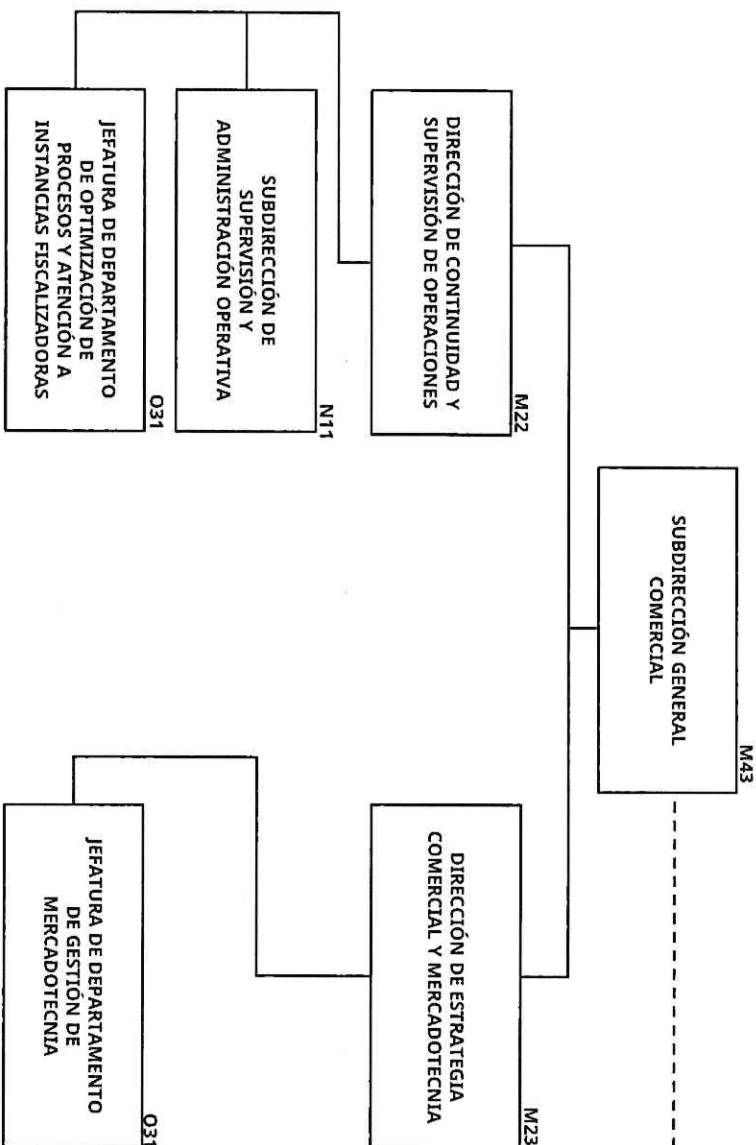 M43
SUBDIRECCIÓN GENERAL
COMERCIAL
M22
DIRECCIÓN DE CONTINUIDAD Y
SUPERVISIÓN DE OPERACIONES
M23
DIRECCIÓN DE ESTRATEGIA
COMERCIAL Y MERCADOTECNIA
N11
SUBDIRECCIÓN DE
SUPERVISIÓN Y
ADMINISTRACIÓN OPERATIVA
O31
JEFATURA DE DEPARTAMENTO
DE OPTIMIZACIÓN DE
PROCESOS Y ATENCIÓN A
INSTANCIAS FISCALIZADORAS
O31
JEFATURA DE DEPARTAMENTO
DE GESTIÓN DE
MERCADOTECNIA